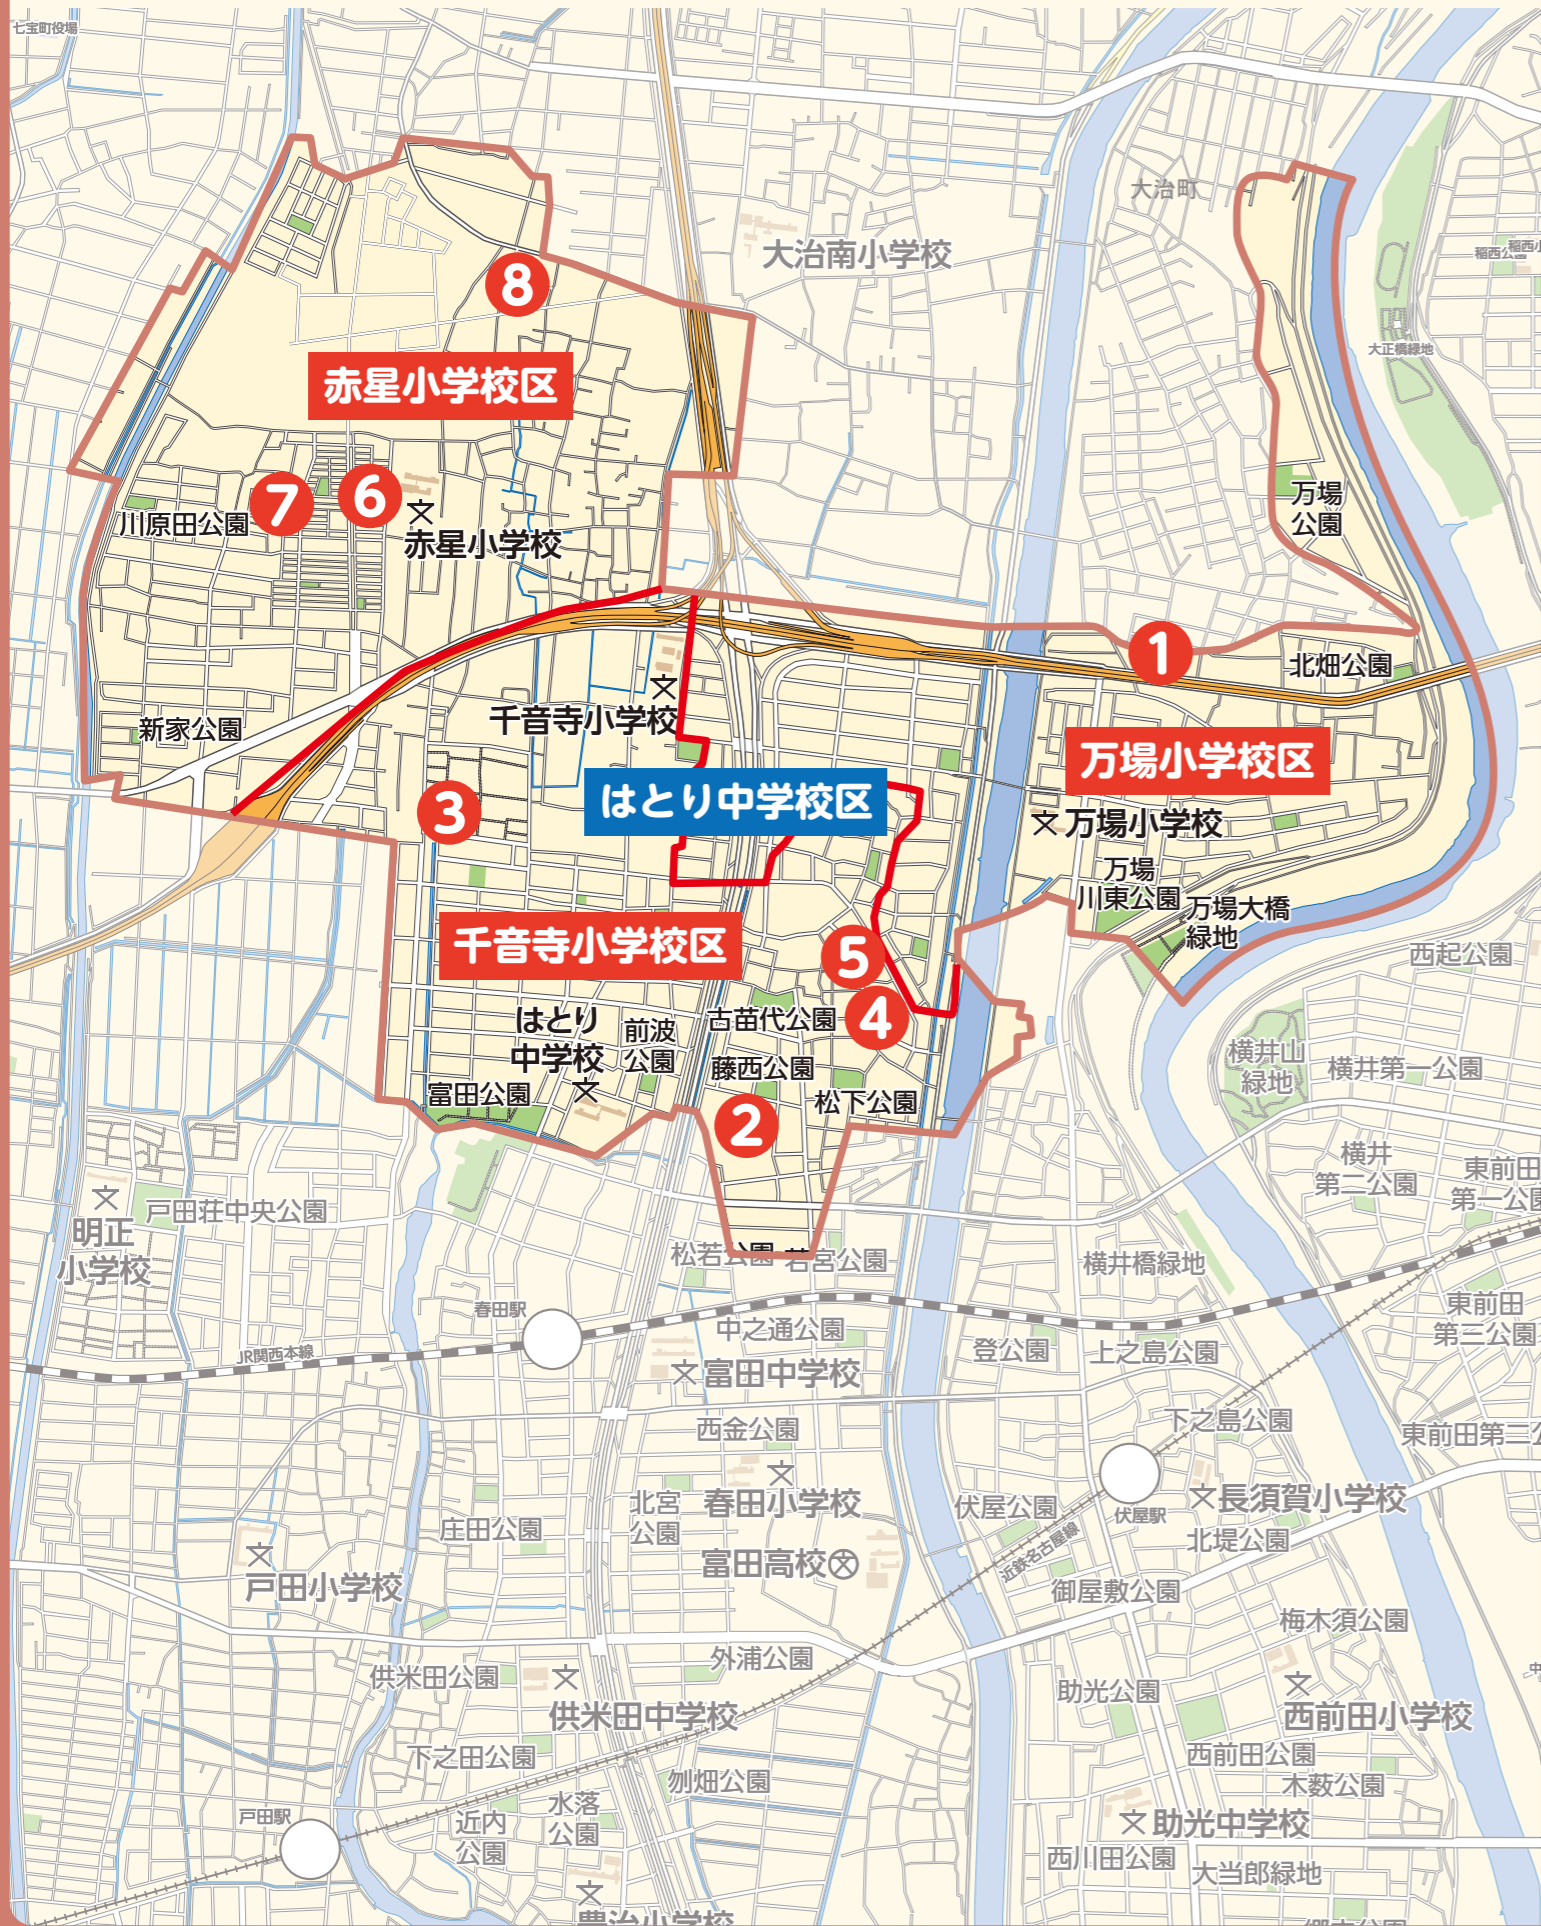 七宝町役場
大治町
大治南小学校
稲西公園
稲西小
8
大正橋緑地
赤星小学校区
7
6
川原田公園
赤星小学校
万場
公園
1
北畑公園
新家公園
千音寺小学校
万場小学校区
3
はとり中学校区
万場小学校
万場
川東公園
万場大橋
緑地
千音寺小学校区
5
西起公園
古苗代公園
4
はとり
中学校
前波
公園
藤西公園
横井山
緑地
横井第一公園
富田公園
松下公園
2
横井
第二公園
東前田
第一公園
明正
小学校
戸田荘中央公園
松若公園
若宮公園
横井橋緑地
春田駅
中之通公園
東前田
第三公園
JR関西本線
登公園
上之島公園
富田中学校
西金公園
下之島公園
東前田第二公
北宮
公園
春田小学校
伏屋公園
長須賀小学校
伏屋駅
庄田公園
北堤公園
富田高校
近鉄名古屋線
戸田小学校
御屋敷公園
梅木須公園
外浦公園
供米田公園
助光公園
供米田中学校
西前田小学校
下之田公園
西前田公園
刎畑公園
木薮公園
水落
公園
戸田駅
近内
公園
助光中学校
西川田公園
大当郎緑地
豊治小学校